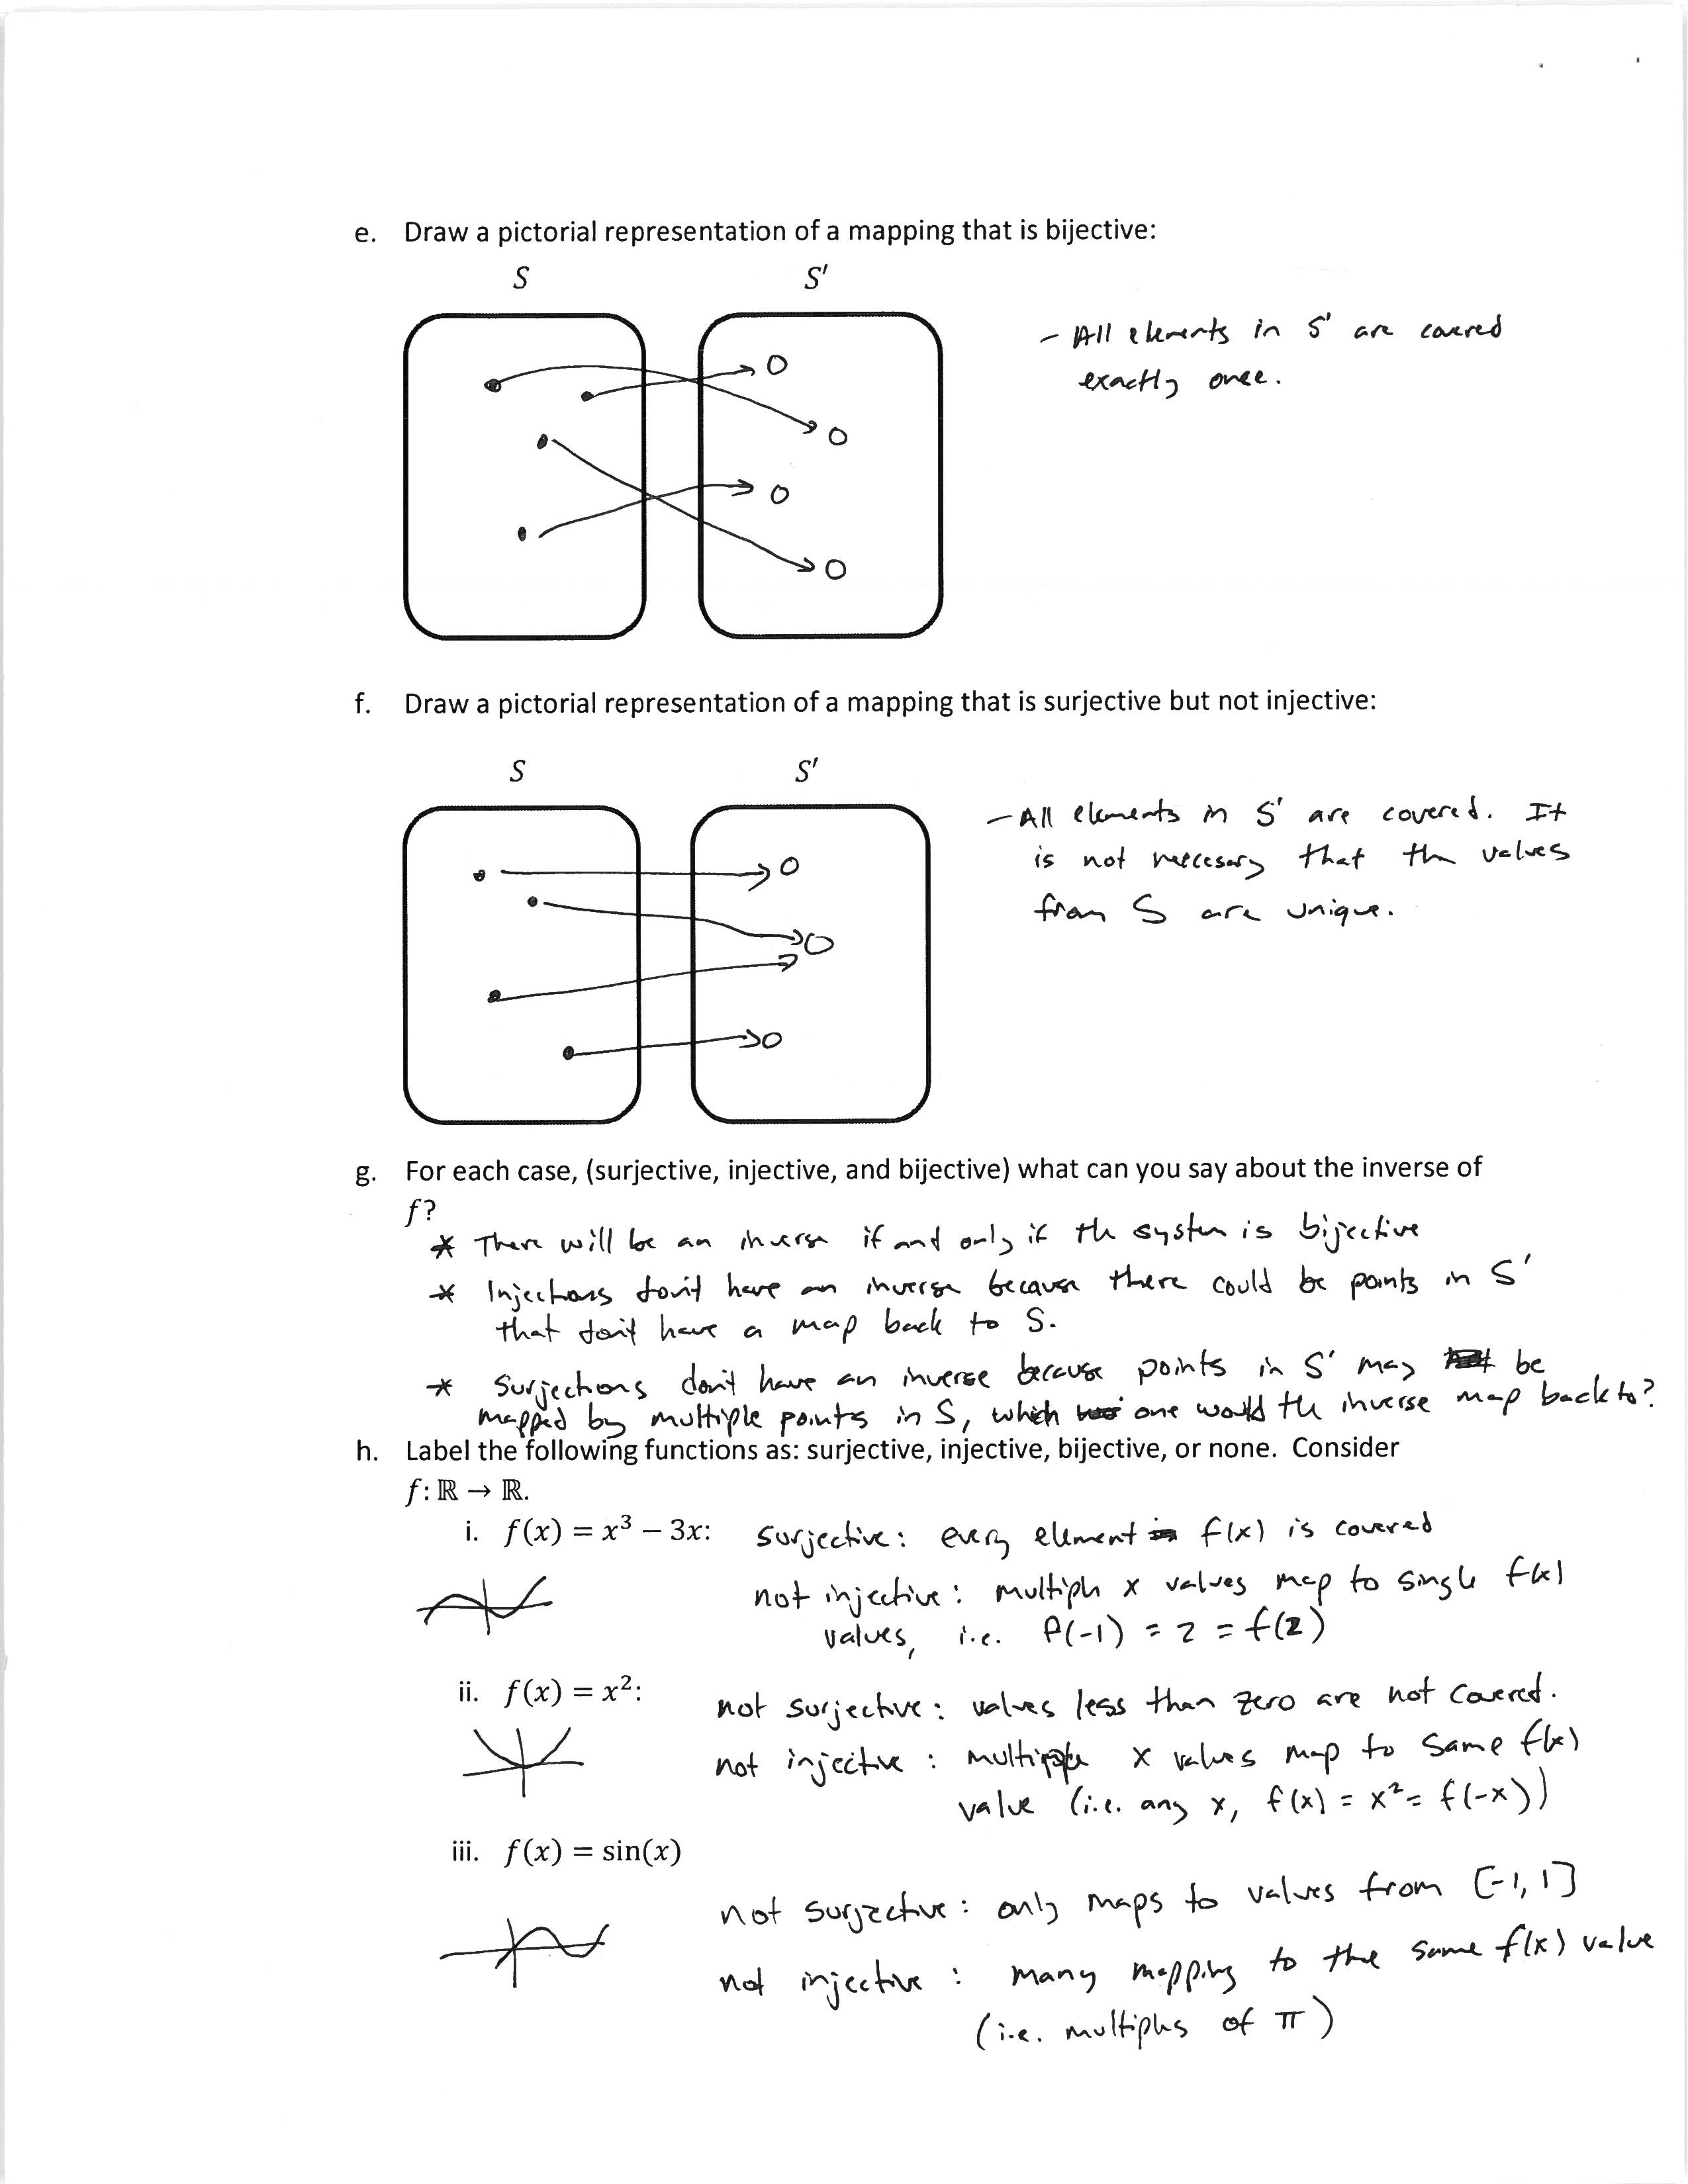 e. Draw a pictorial representation of a mapping that is bijective:
S S′
- All elements in S' are covered
exactly once.
f. Draw a pictorial representation of a mapping that is surjective but not injective:
S S′
- All elements in S' are covered. It
is not neccesary that the values
from S are unique.
g. For each case, (surjective, injective, and bijective) what can you say about the inverse of
f?
* There will be an inverse if and only if the system is bijective
* Injections don't have an inverse because there could be points in S'
that don't have a map back to S.
* Surjections don't have an inverse because points in S' may be
mapped by multiple points in S, which one would the inverse map back to?
h. Label the following functions as: surjective, injective, bijective, or none. Consider
f: ℝ → ℝ.
i. f(x) = x³ − 3x: surjective: every element f(x) is covered
not injective: multiple x values map to single f(x)
values, i.e. f(-1) = 2 = f(2)
ii. f(x) = x²: not surjective: values less than zero are not covered.
not injective: multiple x values map to same f(x)
value (i.e. any x, f(x) = x² = f(-x))
iii. f(x) = sin(x)
not surjective: only maps to values from [-1, 1]
not injective: many mapping to the same f(x) value
(i.e. multiples of π)